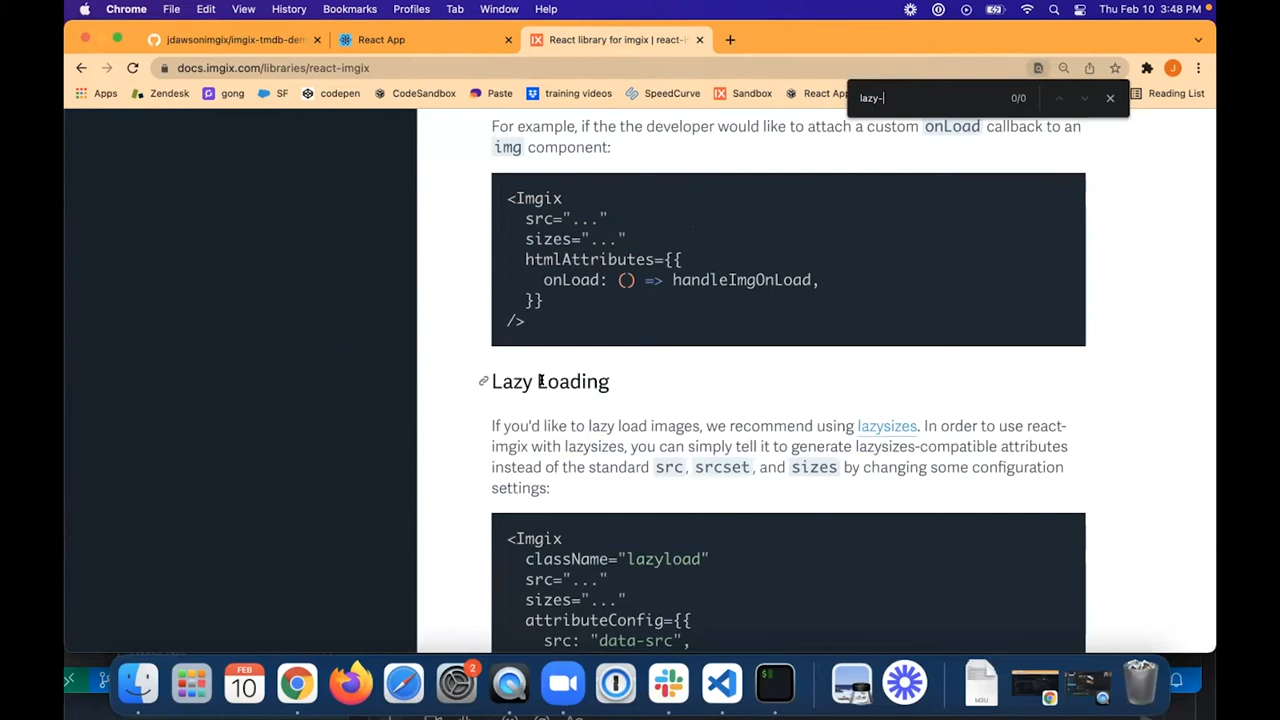 Chrome File Edit View History Bookmarks Profiles Tab Window Help Thu Feb 10 3:48 PM
jdawsonimgix/imgix-tmdb-dem React App React library for imgix | react-i
docs.imgix.com/libraries/react-imgix J
Apps Zendesk gong SF codepen CodeSandbox Paste training videos SpeedCurve Sandbox React App Reading List
lazy- 0/0
For example, if the the developer would like to attach a custom onLoad callback to an
img component:
<Imgix
src="..."
sizes="..."
htmlAttributes={{
onLoad: () => handleImgOnLoad,
}}
/>
Lazy Loading
If you'd like to lazy load images, we recommend using lazysizes. In order to use react-
imgix with lazysizes, you can simply tell it to generate lazysizes-compatible attributes
instead of the standard src, srcset, and sizes by changing some configuration
settings:
<Imgix
className="lazyload"
src="..."
sizes="..."
attributeConfig={{
src: "data-src",
FEB
10
2
M3U